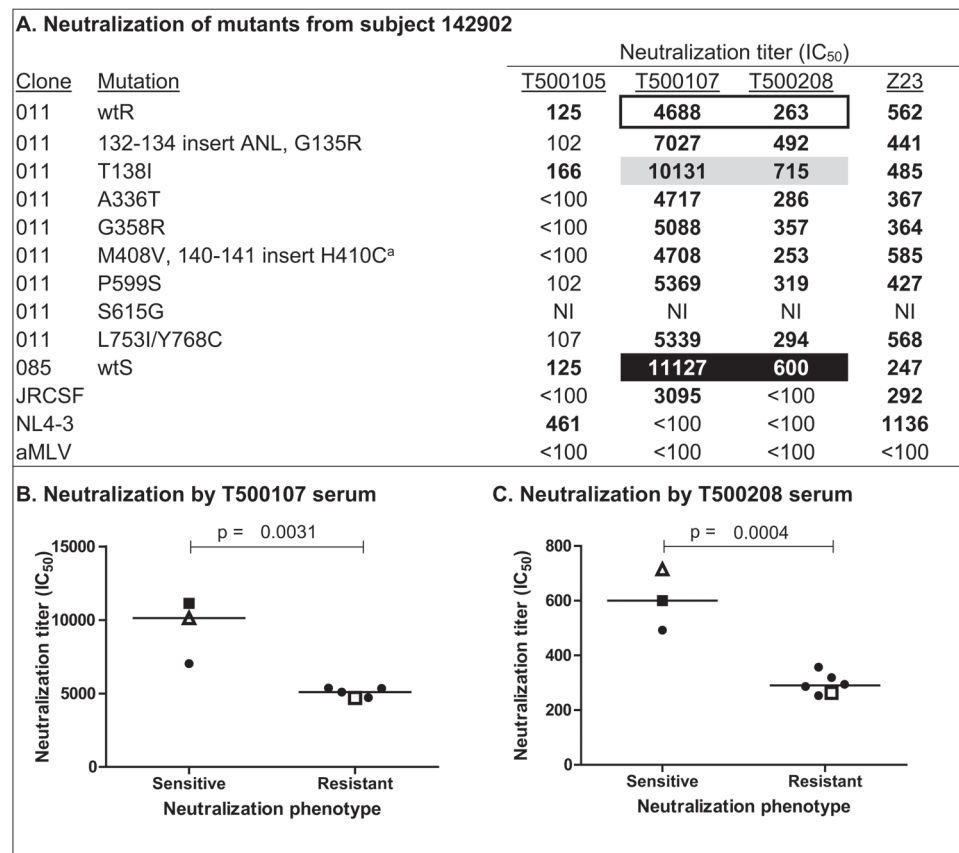 A. Neutralization of mutants from subject 142902
Neutralization titer (IC50)
Clone Mutation T500105 T500107 T500208 Z23
011 wtR 125 4688 263 562
011 132-134 insert ANL, G135R 102 7027 492 441
011 T138I 166 10131 715 485
011 A336T <100 4717 286 367
011 G358R <100 5088 357 364
011 M408V, 140-141 insert H410Cª <100 4708 253 585
011 P599S 102 5369 319 427
011 S615G NI NI NI NI
011 L753I/Y768C 107 5339 294 568
085 wtS 125 11127 600 247
JRCSF <100 3095 <100 292
NL4-3 461 <100 <100 1136
aMLV <100 <100 <100 <100
B. Neutralization by T500107 serum
p = 0.0031
Neutralization titer (IC50)
15000
10000
5000
0
Sensitive Resistant
Neutralization phenotype
C. Neutralization by T500208 serum
p = 0.0004
Neutralization titer (IC50)
800
600
400
200
0
Sensitive Resistant
Neutralization phenotype